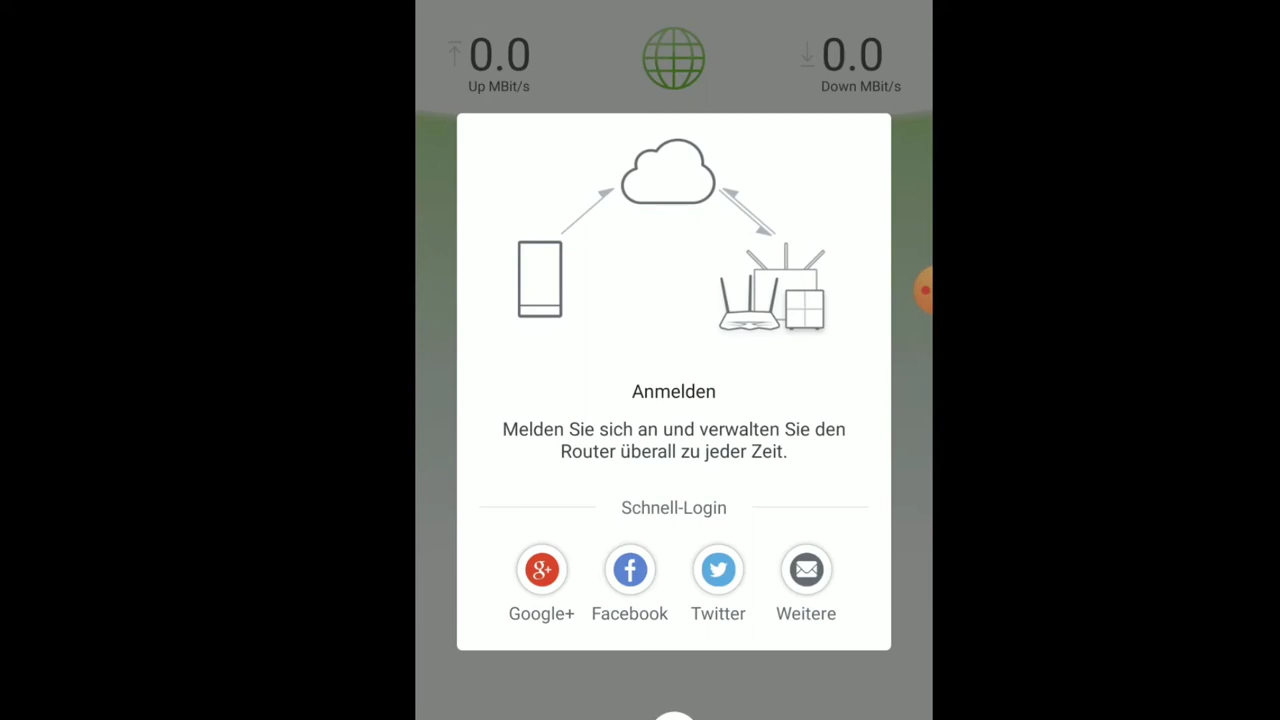 0.0
Up MBit/s
0.0
Down MBit/s
Anmelden
Melden Sie sich an und verwalten Sie den
Router überall zu jeder Zeit.
Schnell-Login
g+
f
Google+
Facebook
Twitter
Weitere